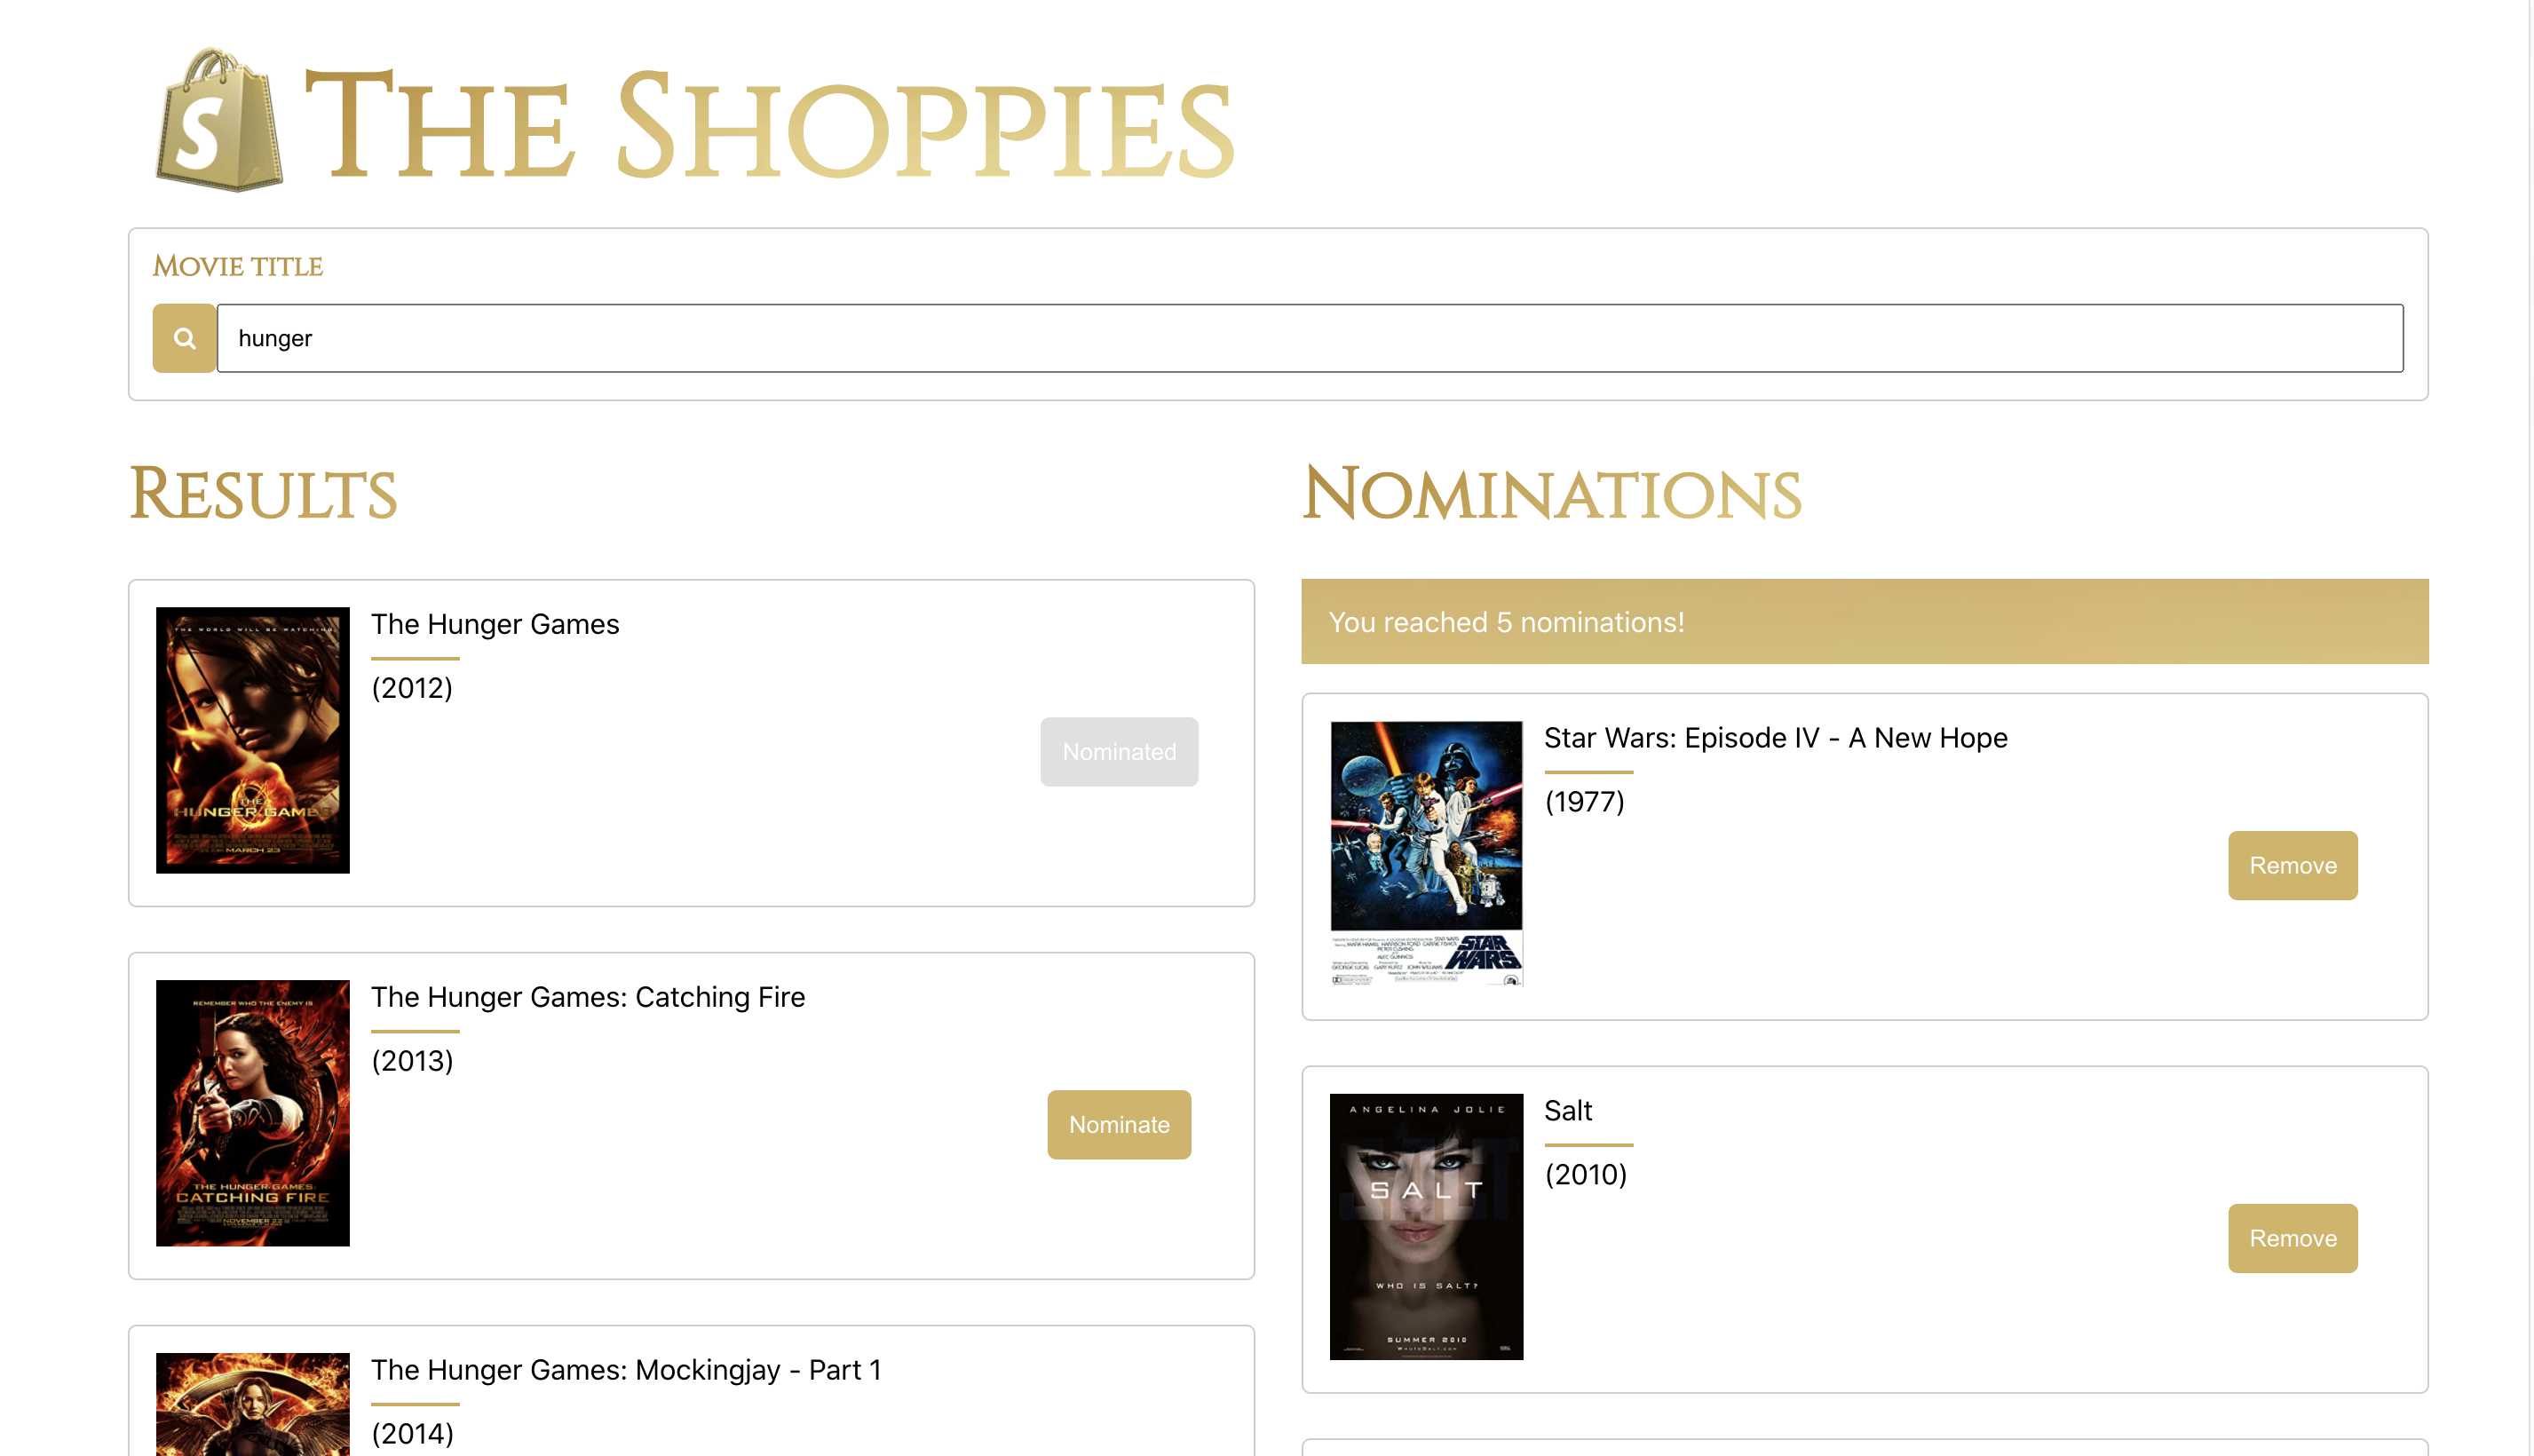 S
The Shoppies
Movie title
hunger
Results
THE WORLD WILL BE WATCHING
THE
HUNGER GAMES
MARCH 23
The Hunger Games
(2012)
Nominated
REMEMBER WHO THE ENEMY IS
THE HUNGER GAMES
CATCHING FIRE
NOVEMBER 22
The Hunger Games: Catching Fire
(2013)
Nominate
The Hunger Games: Mockingjay - Part 1
(2014)
Nominations
You reached 5 nominations!
STAR
WARS
Star Wars: Episode IV - A New Hope
(1977)
Remove
ANGELINA JOLIE
SALT
WHO IS SALT?
SUMMER 2010
Salt
(2010)
Remove